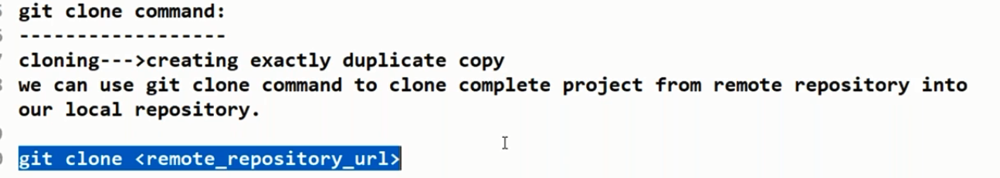 git clone command:
------------------
cloning--->creating exactly duplicate copy
we can use git clone command to clone complete project from remote repository into
our local repository.
git clone <remote_repository_url>